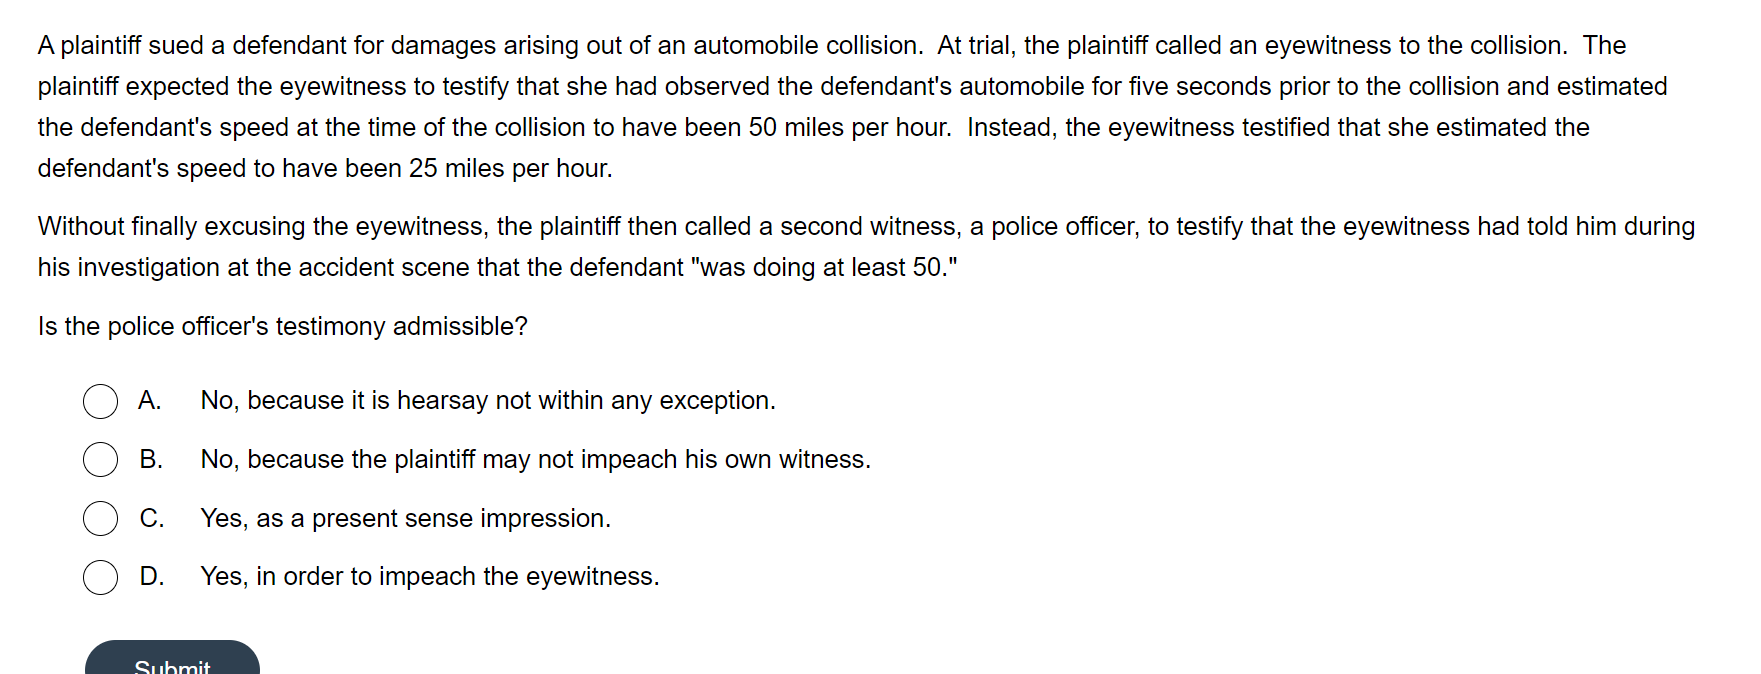 A plaintiff sued a defendant for damages arising out of an automobile collision.  At trial, the plaintiff called an eyewitness to the collision.  The
plaintiff expected the eyewitness to testify that she had observed the defendant's automobile for five seconds prior to the collision and estimated
the defendant's speed at the time of the collision to have been 50 miles per hour.  Instead, the eyewitness testified that she estimated the
defendant's speed to have been 25 miles per hour.
Without finally excusing the eyewitness, the plaintiff then called a second witness, a police officer, to testify that the eyewitness had told him during
his investigation at the accident scene that the defendant "was doing at least 50."
Is the police officer's testimony admissible?
A. No, because it is hearsay not within any exception.
B. No, because the plaintiff may not impeach his own witness.
C. Yes, as a present sense impression.
D. Yes, in order to impeach the eyewitness.
Submit